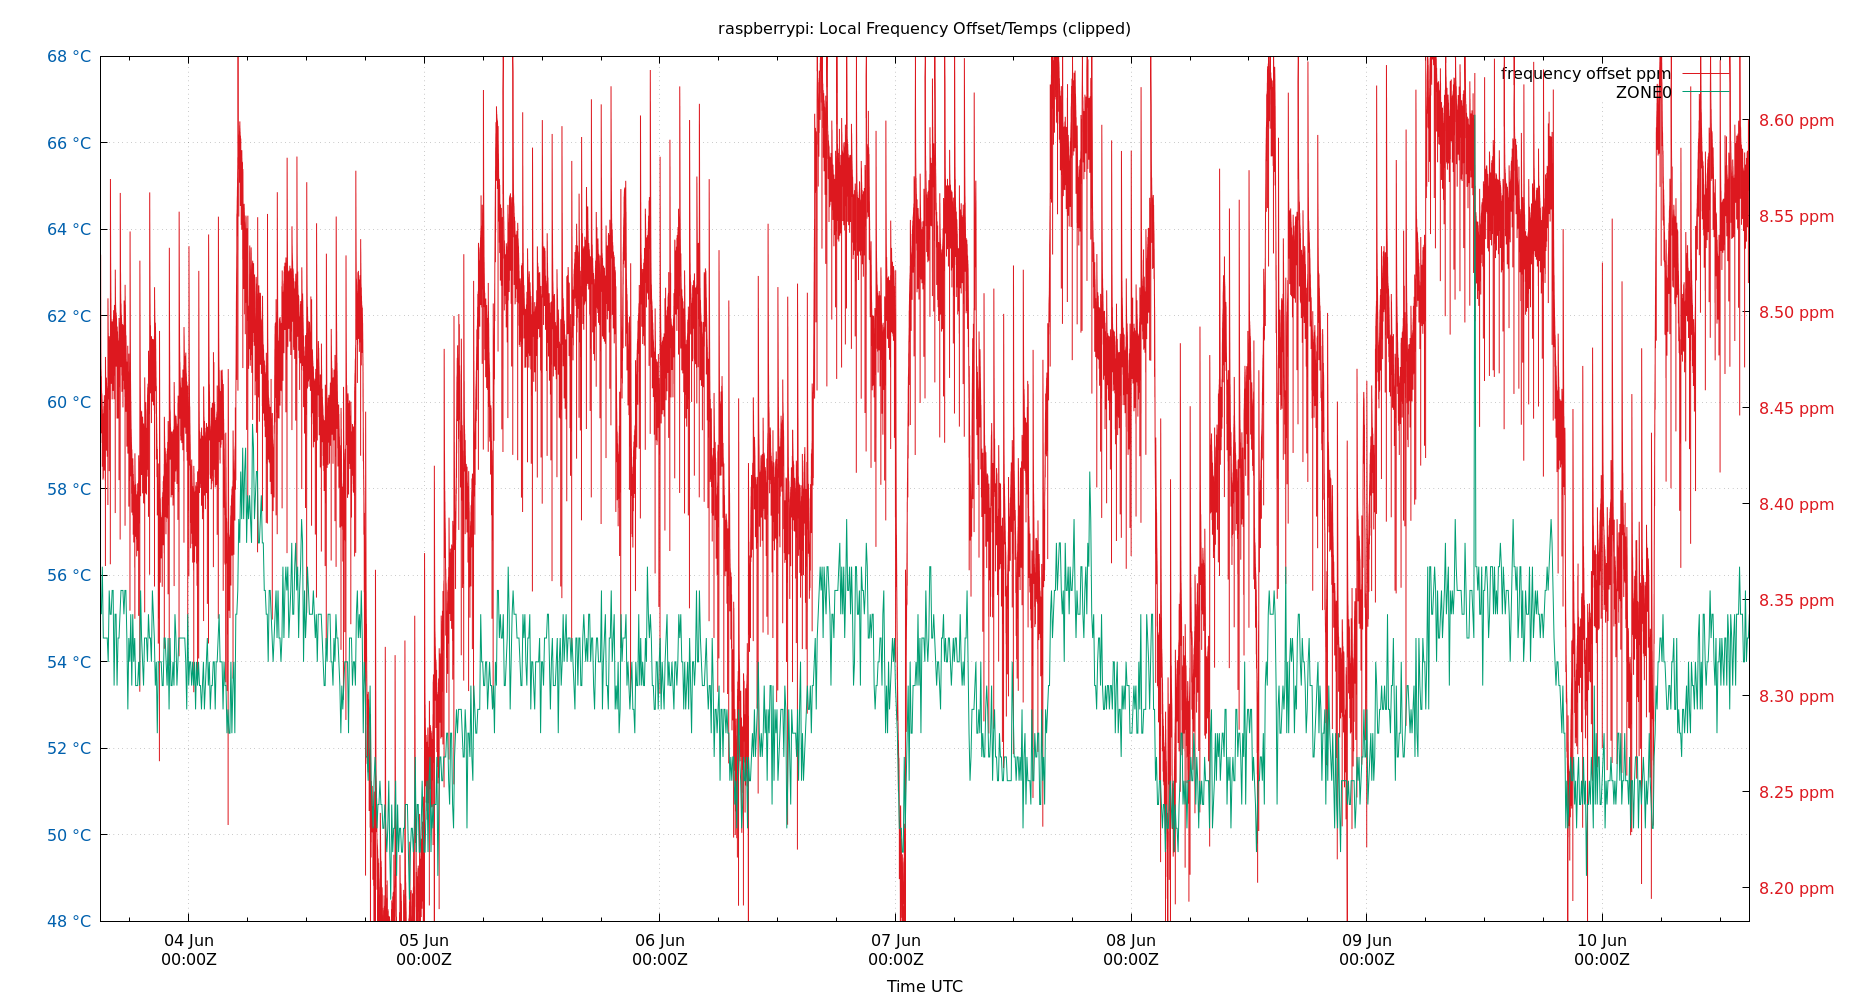 raspberrypi: Local Frequency Offset/Temps (clipped)
frequency offset ppm
ZONE0
68 °C
66 °C
64 °C
62 °C
60 °C
58 °C
56 °C
54 °C
52 °C
50 °C
48 °C
8.60 ppm
8.55 ppm
8.50 ppm
8.45 ppm
8.40 ppm
8.35 ppm
8.30 ppm
8.25 ppm
8.20 ppm
04 Jun 05 Jun 06 Jun 07 Jun 08 Jun 09 Jun 10 Jun
00:00Z 00:00Z 00:00Z 00:00Z 00:00Z 00:00Z 00:00Z
Time UTC